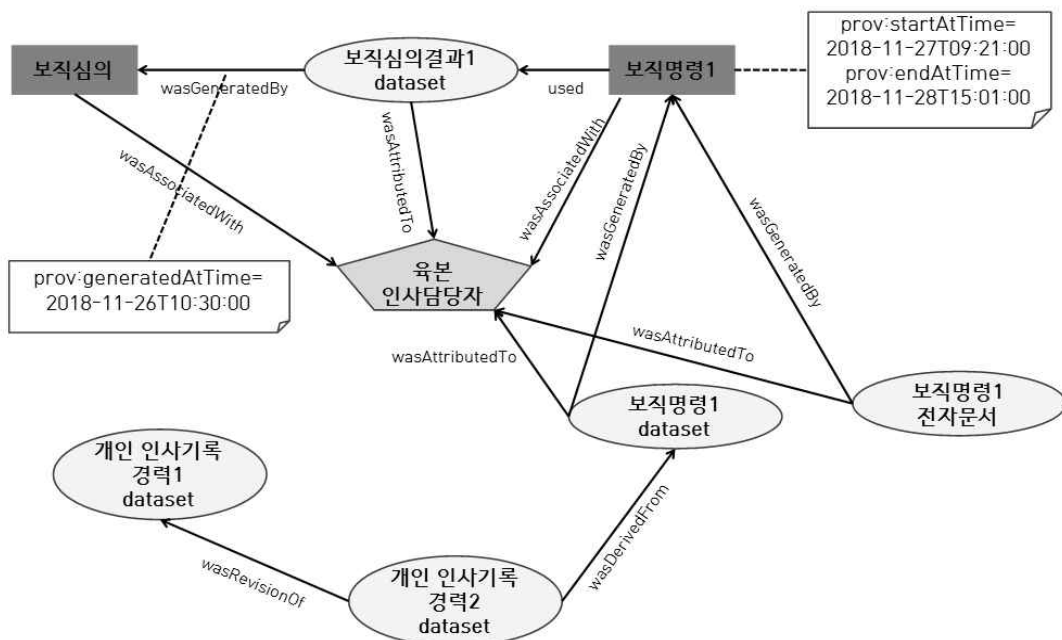 prov:startAtTime=
2018-11-27T09:21:00
prov:endAtTime=
2018-11-28T15:01:00
보직심의
wasGeneratedBy
보직심의결과1
dataset
used
보직명령1
wasAssociatedWith
wasAttributedTo
wasAssociatedWith
wasGeneratedBy
wasGeneratedBy
prov:generatedAtTime=
2018-11-26T10:30:00
육본
인사담당자
wasAttributedTo
wasAttributedTo
보직명령1
dataset
보직명령1
전자문서
개인 인사기록
경력1
dataset
wasRevisionOf
개인 인사기록
경력2
dataset
wasDerivedFrom